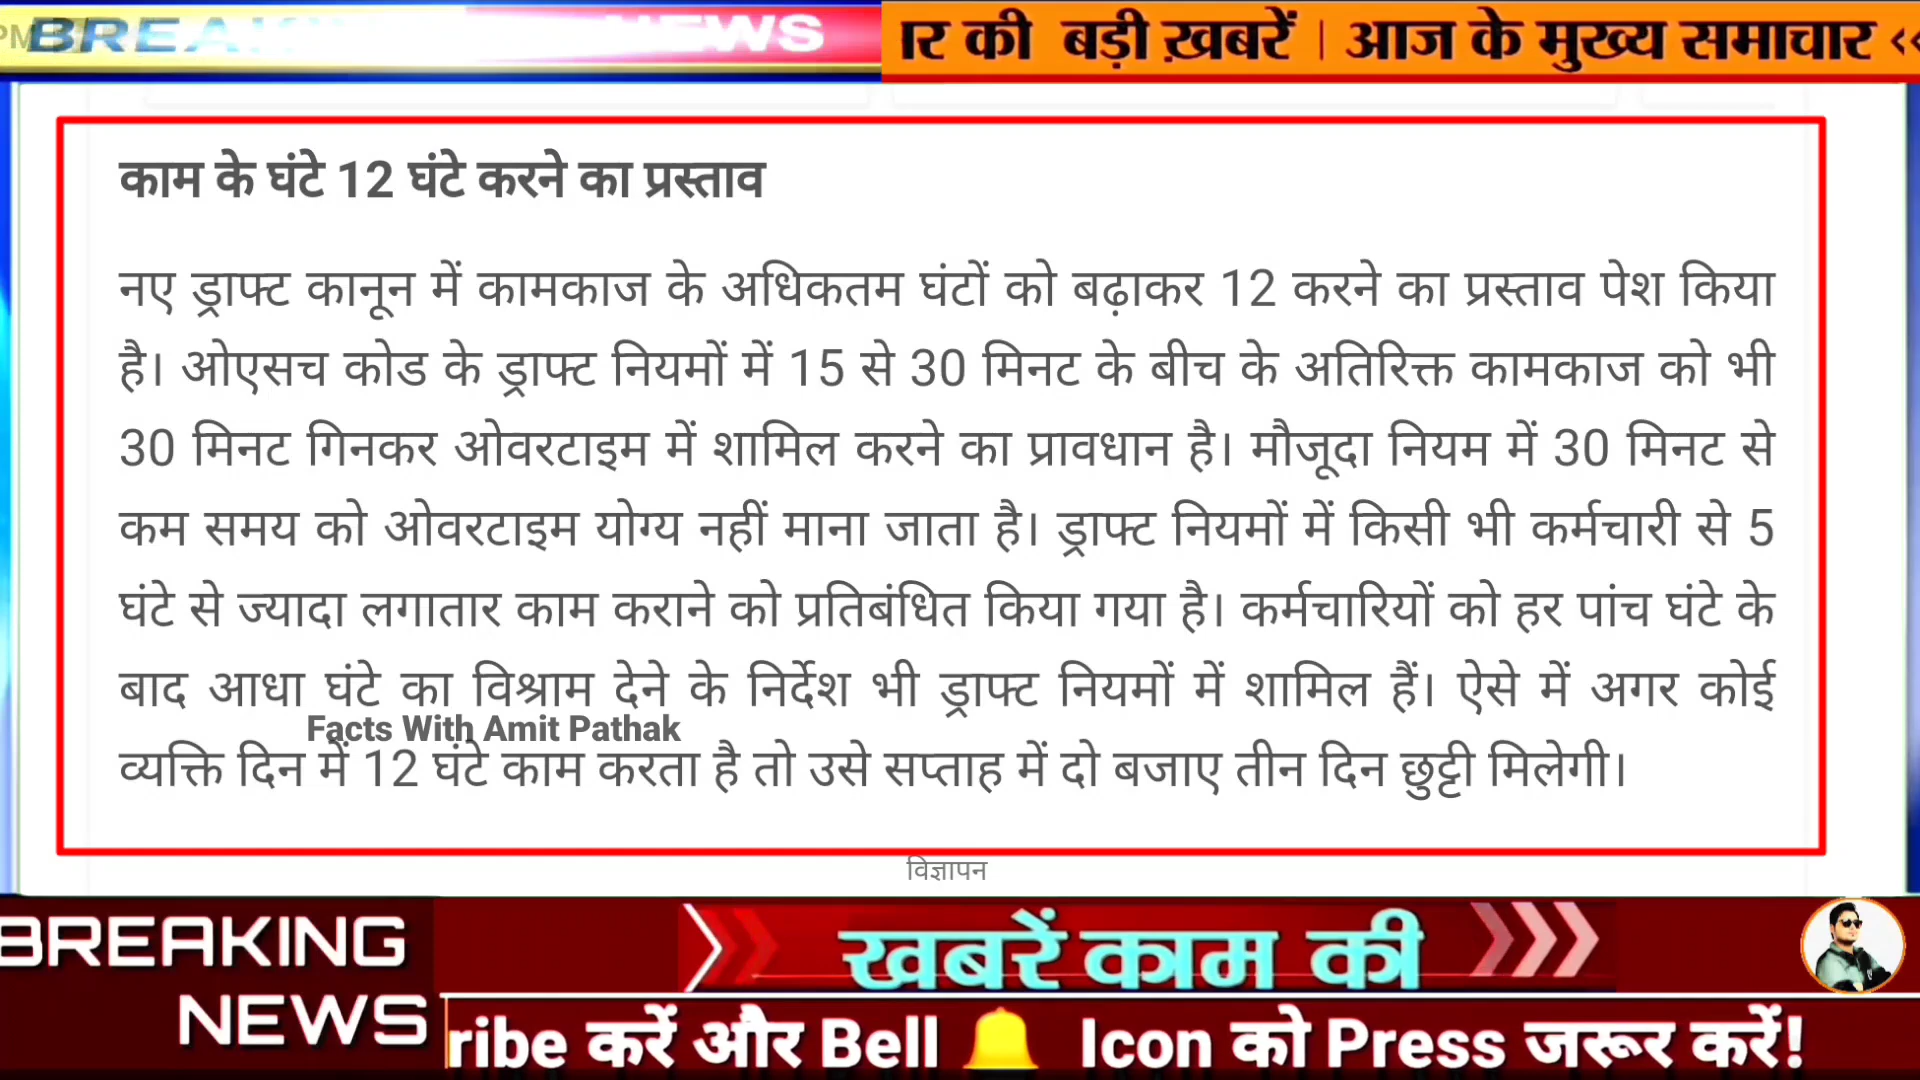 BREA
NEWS
ार की बड़ी ख़बरें | आज के मुख्य समाचार
काम के घंटे 12 घंटे करने का प्रस्ताव
नए ड्राफ्ट कानून में कामकाज के अधिकतम घंटों को बढ़ाकर 12 करने का प्रस्ताव पेश किया
है। ओएसच कोड के ड्राफ्ट नियमों में 15 से 30 मिनट के बीच के अतिरिक्त कामकाज को भी
30 मिनट गिनकर ओवरटाइम में शामिल करने का प्रावधान है। मौजूदा नियम में 30 मिनट से
कम समय को ओवरटाइम योग्य नहीं माना जाता है। ड्राफ्ट नियमों में किसी भी कर्मचारी से 5
घंटे से ज्यादा लगातार काम कराने को प्रतिबंधित किया गया है। कर्मचारियों को हर पांच घंटे के
बाद आधा घंटे का विश्राम देने के निर्देश भी ड्राफ्ट नियमों में शामिल हैं। ऐसे में अगर कोई
Facts With Amit Pathak
व्यक्ति दिन में 12 घंटे काम करता है तो उसे सप्ताह में दो बजाए तीन दिन छुट्टी मिलेगी।
विज्ञापन
BREAKING
NEWS
खबरें काम की
ribe करें और Bell 🔔 Icon को Press जरूर करें!